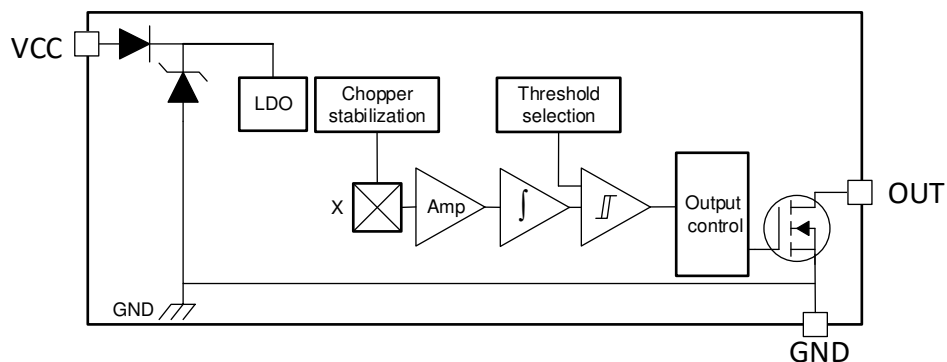 VCC
LDO
Chopper
stabilization
Threshold
selection
X
Amp
∫
Output
control
OUT
GND
GND